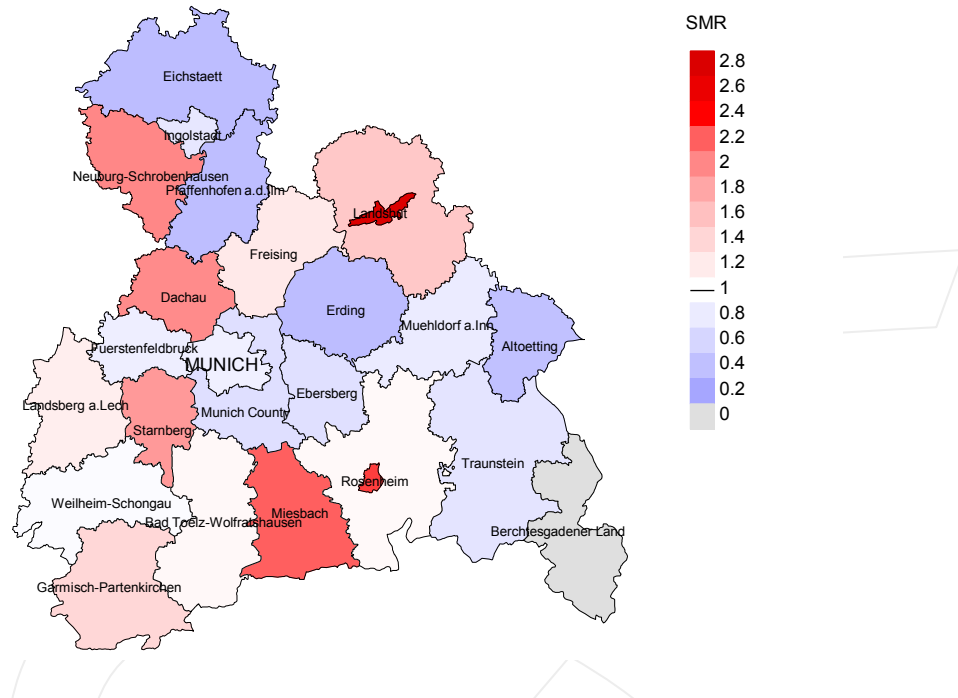 SMR
2.8
2.6
2.4
2.2
2
1.8
1.6
1.4
1.2
1
0.8
0.6
0.4
0.2
0
Eichstaett
Ingolstadt
Neuburg-Schrobenhausen
Pfaffenhofen a.d.Ilm
Landshut
Freising
Dachau
Erding
Muehldorf a.Inn
Altoetting
Fuerstenfeldbruck
MUNICH
Ebersberg
Landsberg a.Lech
Munich County
Starnberg
Traunstein
Rosenheim
Weilheim-Schongau
Miesbach
Bad Toelz-Wolfratshausen
Berchtesgadener Land
Garmisch-Partenkirchen